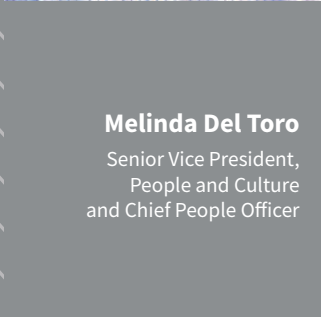 Melinda Del Toro
Senior Vice President,
People and Culture
and Chief People Officer